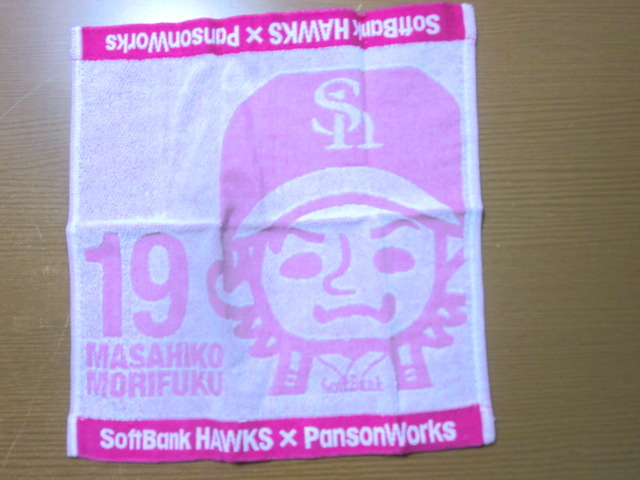 SoftBank HAWKS × PansonWorks
Sh
19
MASAHIKO
MORIFUKU
SoftBank
SoftBank HAWKS × PansonWorks